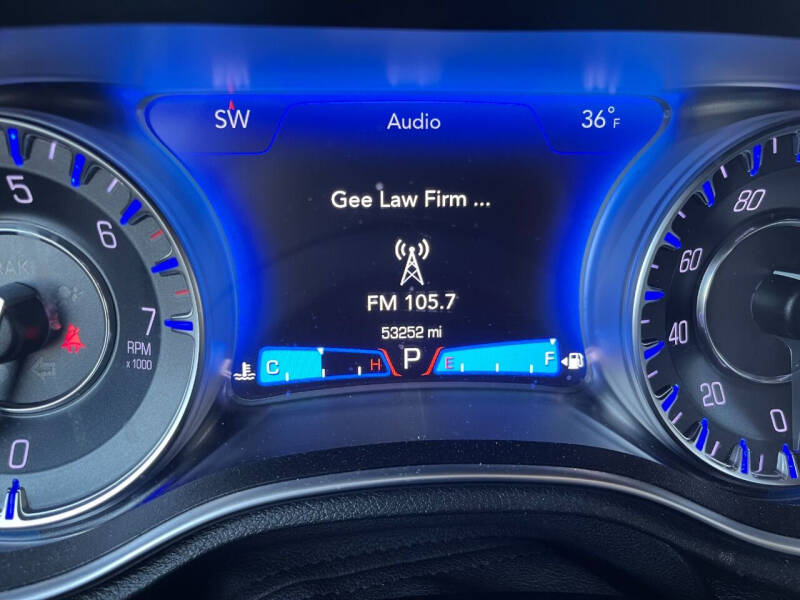 SW
Audio
36°F
Gee Law Firm ...
FM 105.7
53252 mi
C
H
P
E
F
5
6
7
RPM
x1000
0
80
60
40
20
0